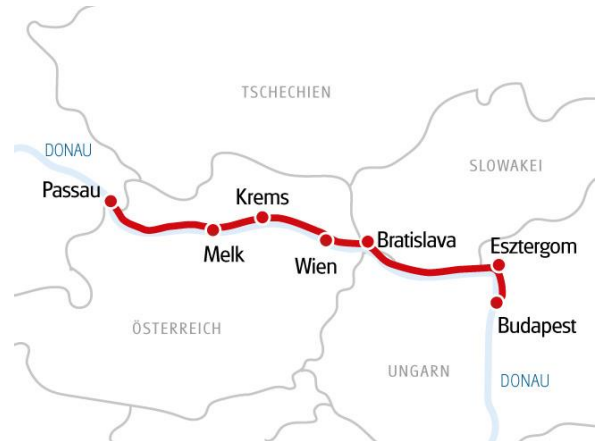 TSCHECHIEN
DONAU
SLOWAKEI
Passau
Krems
Melk
Wien
Bratislava
Esztergom
ÖSTERREICH
Budapest
UNGARN
DONAU